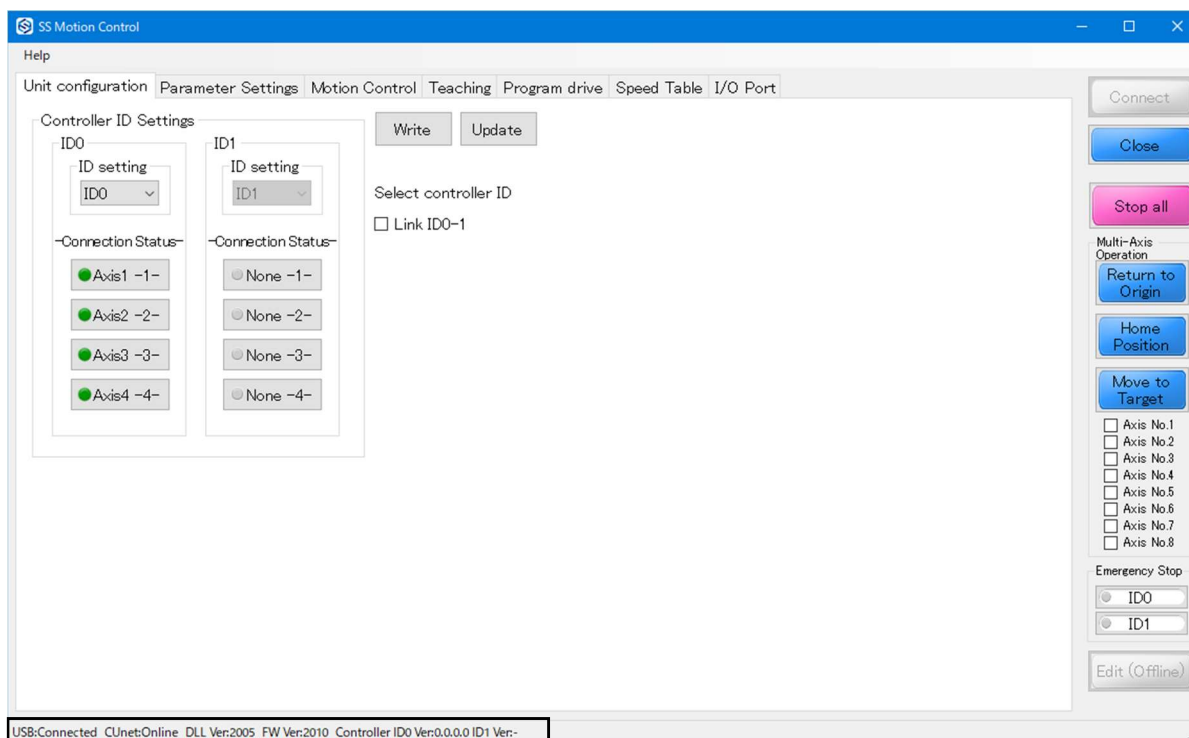 SS Motion Control
Help
Unit configuration Parameter Settings Motion Control Teaching Program drive Speed Table I/O Port
Controller ID Settings
ID0
ID setting
ID0
-Connection Status-
Axis1 -1-
Axis2 -2-
Axis3 -3-
Axis4 -4-
ID1
ID setting
ID1
-Connection Status-
None -1-
None -2-
None -3-
None -4-
Write Update
Select controller ID
Link ID0-1
Connect
Close
Stop all
Multi-Axis
Operation
Return to
Origin
Home
Position
Move to
Target
Axis No.1
Axis No.2
Axis No.3
Axis No.4
Axis No.5
Axis No.6
Axis No.7
Axis No.8
Emergency Stop
ID0
ID1
Edit (Offline)
USB:Connected CUnet:Online DLL Ver:2005 FW Ver:2010 Controller ID0 Ver:0.0.0.0 ID1 Ver:-